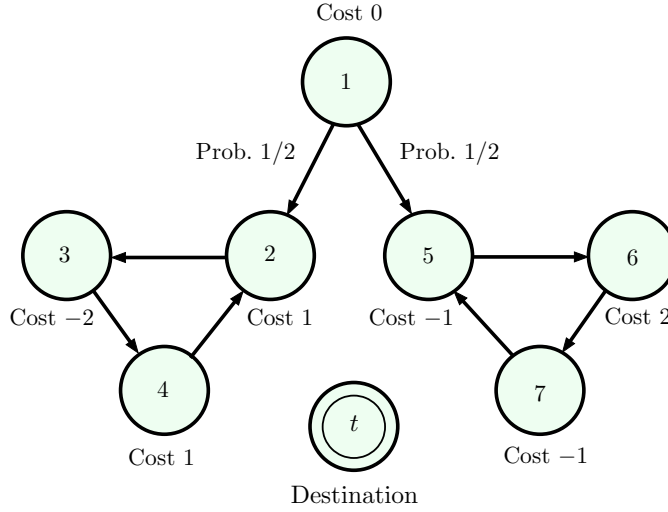 Cost 0
1
Prob. 1/2 Prob. 1/2
3 2 5 6
Cost −2 Cost 1 Cost −1 Cost 2
4 7
t
Cost 1 Cost −1
Destination